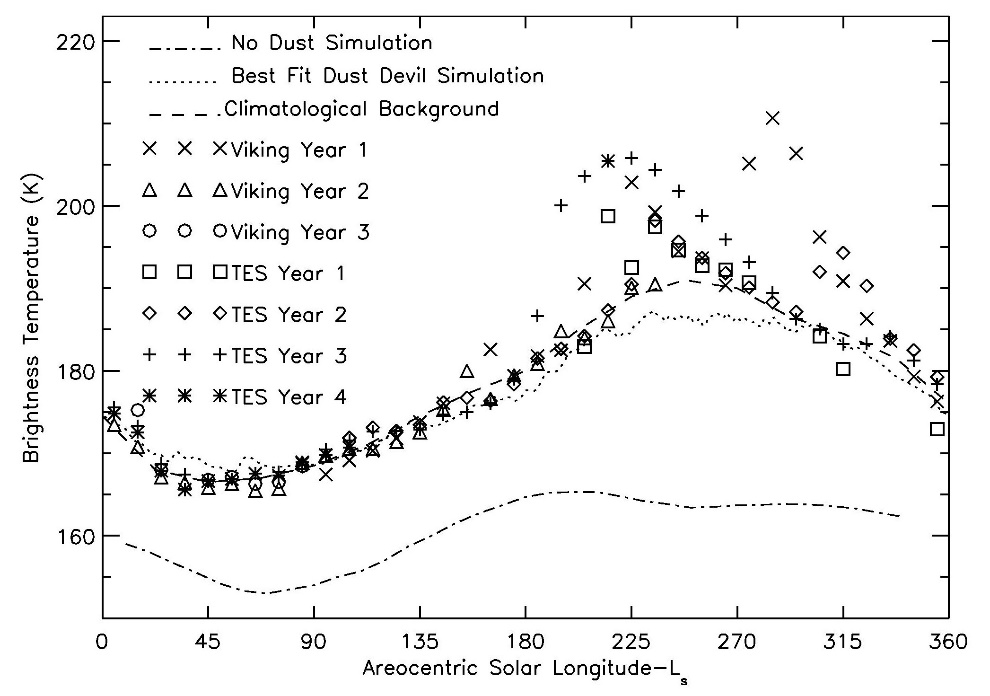 220
200
180
160
Brightness Temperature (K)
No Dust Simulation
Best Fit Dust Devil Simulation
Climatological Background
Viking Year 1
Viking Year 2
Viking Year 3
TES Year 1
TES Year 2
TES Year 3
TES Year 4
0 45 90 135 180 225 270 315 360
Areocentric Solar Longitude-Ls